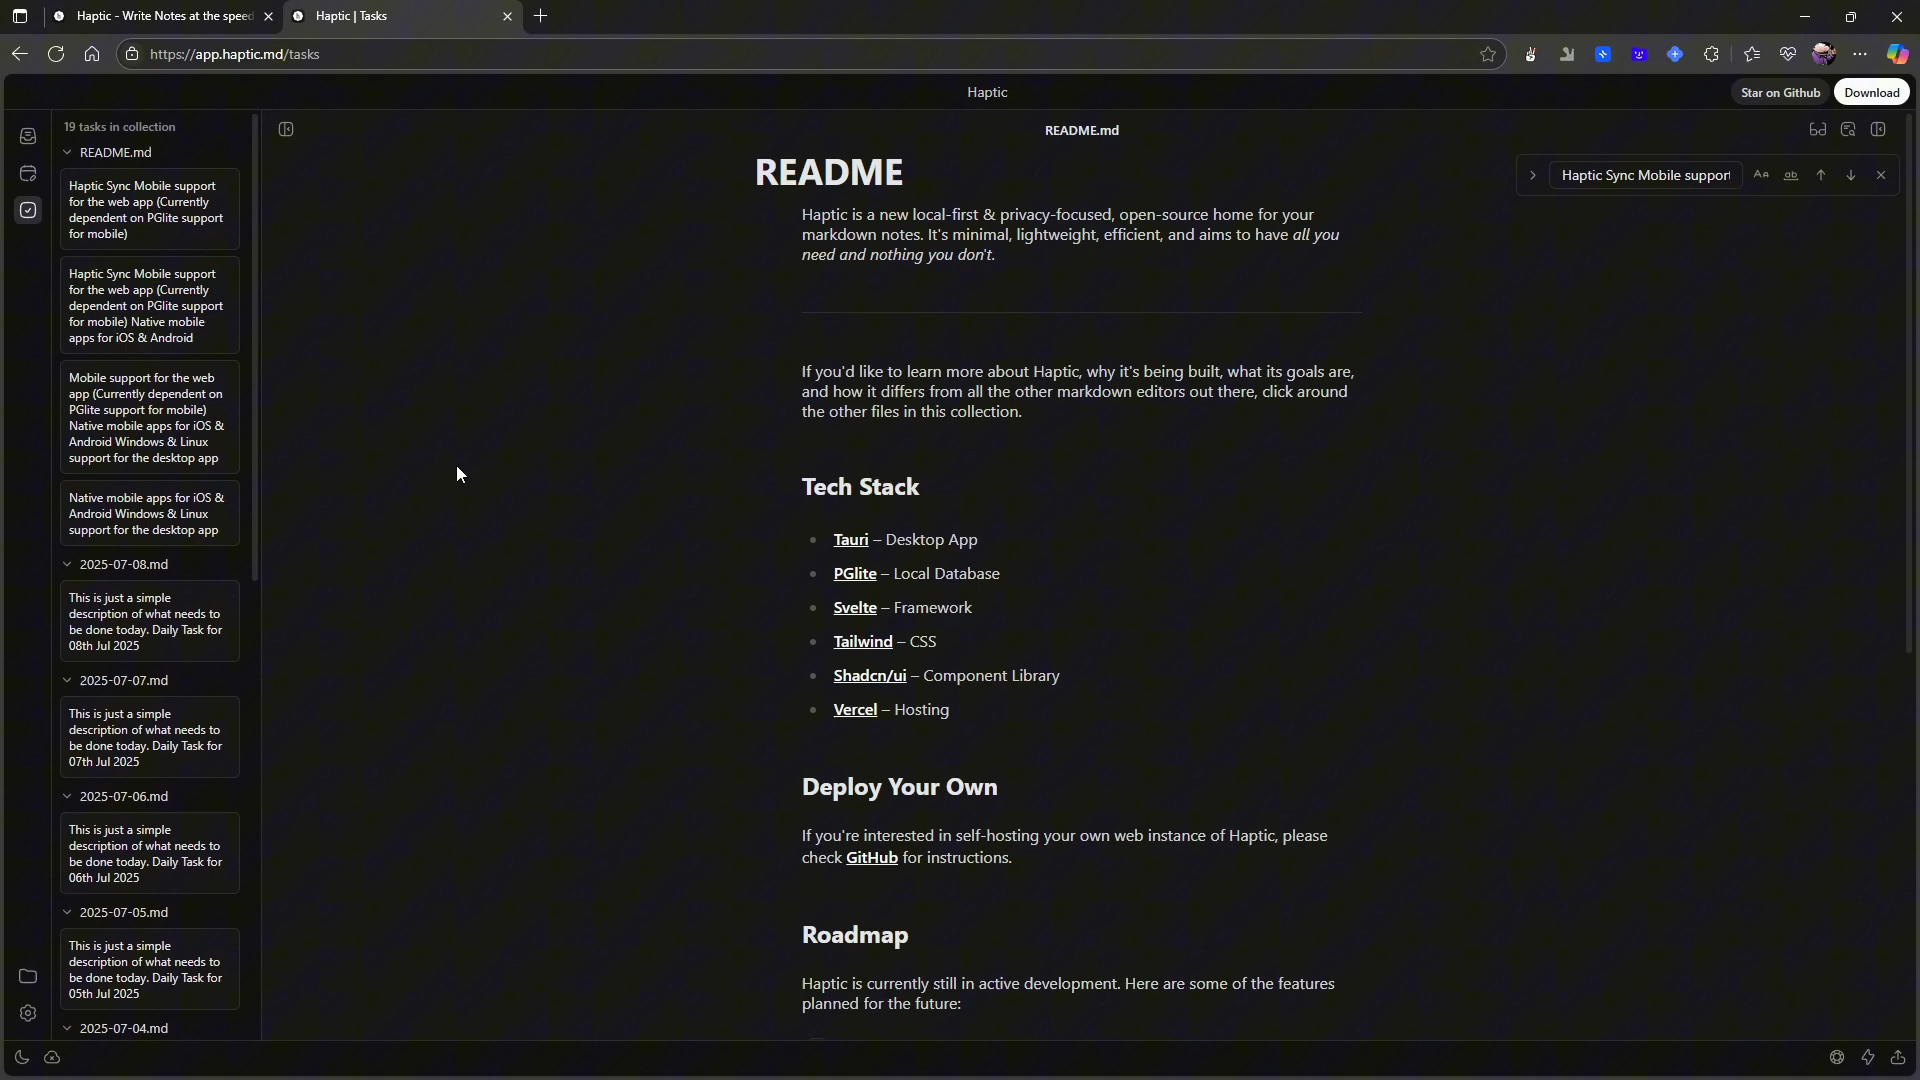 Haptic - Write Notes at the speed
Haptic | Tasks
https://app.haptic.md/tasks
Haptic
Star on Github
Download
19 tasks in collection
README.md
Haptic Sync Mobile support
for the web app (Currently
dependent on PGlite support
for mobile)
Haptic Sync Mobile support
for the web app (Currently
dependent on PGlite support
for mobile) Native mobile
apps for iOS & Android
Mobile support for the web
app (Currently dependent on
PGlite support for mobile)
Native mobile apps for iOS &
Android Windows & Linux
support for the desktop app
Native mobile apps for iOS &
Android Windows & Linux
support for the desktop app
2025-07-08.md
This is just a simple
description of what needs to
be done today. Daily Task for
08th Jul 2025
2025-07-07.md
This is just a simple
description of what needs to
be done today. Daily Task for
07th Jul 2025
2025-07-06.md
This is just a simple
description of what needs to
be done today. Daily Task for
06th Jul 2025
2025-07-05.md
This is just a simple
description of what needs to
be done today. Daily Task for
05th Jul 2025
2025-07-04.md
README.md
Haptic Sync Mobile support
Aa
ab
README
Haptic is a new local-first & privacy-focused, open-source home for your
markdown notes. It's minimal, lightweight, efficient, and aims to have all you
need and nothing you don't.
If you'd like to learn more about Haptic, why it's being built, what its goals are,
and how it differs from all the other markdown editors out there, click around
the other files in this collection.
Tech Stack
Tauri – Desktop App
PGlite – Local Database
Svelte – Framework
Tailwind – CSS
Shadcn/ui – Component Library
Vercel – Hosting
Deploy Your Own
If you're interested in self-hosting your own web instance of Haptic, please
check GitHub for instructions.
Roadmap
Haptic is currently still in active development. Here are some of the features
planned for the future: